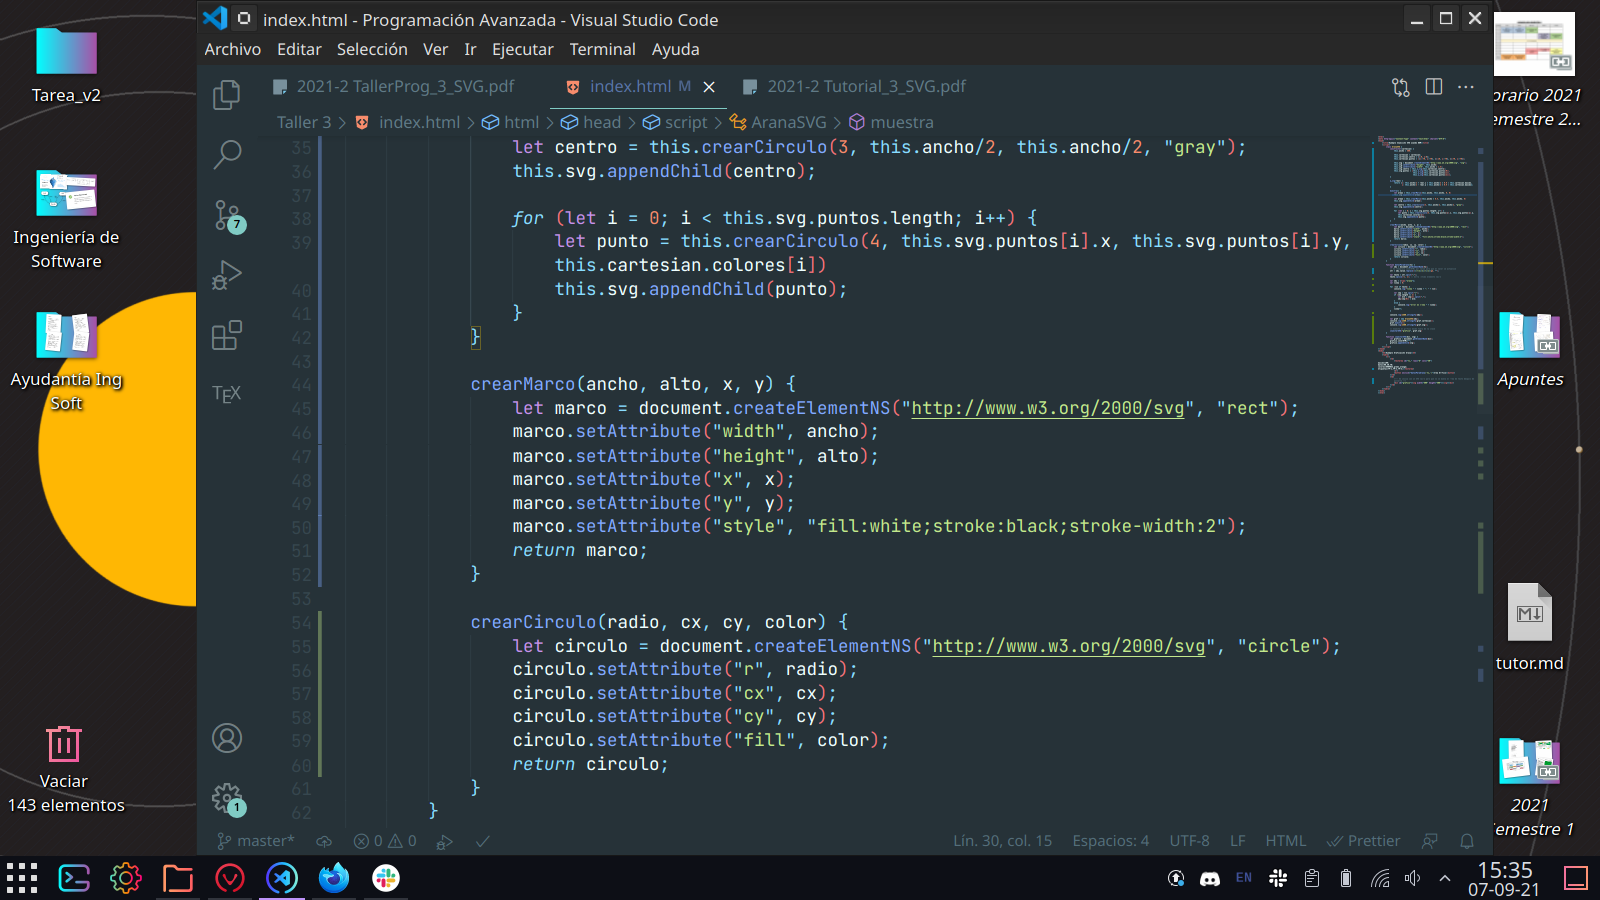 index.html - Programación Avanzada - Visual Studio Code
Archivo Editar Selección Ver Ir Ejecutar Terminal Ayuda
2021-2 TallerProg_3_SVG.pdf index.html M 2021-2 Tutorial_3_SVG.pdf
Taller 3 > index.html > html > head > script > AranaSVG > muestra
35 let centro = this.crearCirculo(3, this.ancho/2, this.ancho/2, "gray");
36 this.svg.appendChild(centro);
37
38 for (let i = 0; i < this.svg.puntos.length; i++) {
39 let punto = this.crearCirculo(4, this.svg.puntos[i].x, this.svg.puntos[i].y,
this.cartesian.colores[i])
40 this.svg.appendChild(punto);
41 }
42 }
43
44 crearMarco(ancho, alto, x, y) {
45 let marco = document.createElementNS("http://www.w3.org/2000/svg", "rect");
46 marco.setAttribute("width", ancho);
47 marco.setAttribute("height", alto);
48 marco.setAttribute("x", x);
49 marco.setAttribute("y", y);
50 marco.setAttribute("style", "fill:white;stroke:black;stroke-width:2");
51 return marco;
52 }
53
54 crearCirculo(radio, cx, cy, color) {
55 let circulo = document.createElementNS("http://www.w3.org/2000/svg", "circle");
56 circulo.setAttribute("r", radio);
57 circulo.setAttribute("cx", cx);
58 circulo.setAttribute("cy", cy);
59 circulo.setAttribute("fill", color);
60 return circulo;
61 }
62 }
7
TEX
1
master* 0 0 Lín. 30, col. 15 Espacios: 4 UTF-8 LF HTML Prettier
Tarea_v2
Ingeniería de
Software
Ayudantía Ing
Soft
Vaciar
143 elementos
orario 2021
emestre 2...
Apuntes
tutor.md
2021
Semestre 1
EN
15:35
07-09-21